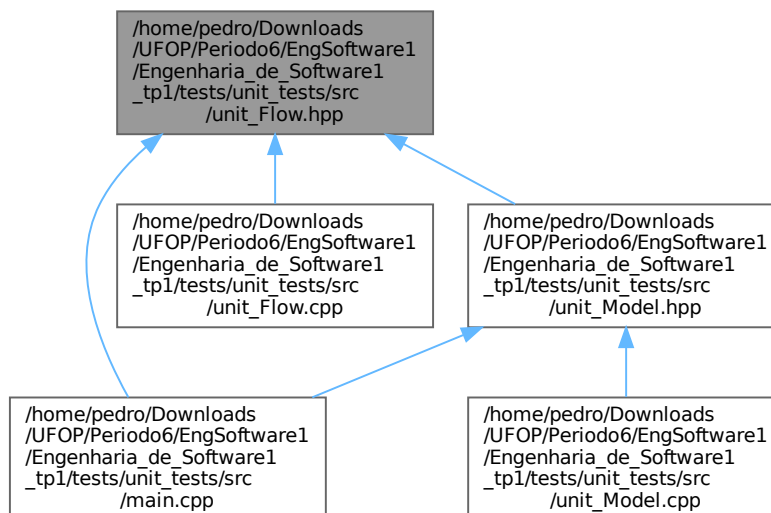 /home/pedro/Downloads
/UFOP/Periodo6/EngSoftware1
/Engenharia_de_Software1
_tp1/tests/unit_tests/src
/unit_Flow.hpp
/home/pedro/Downloads
/UFOP/Periodo6/EngSoftware1
/Engenharia_de_Software1
_tp1/tests/unit_tests/src
/unit_Flow.cpp
/home/pedro/Downloads
/UFOP/Periodo6/EngSoftware1
/Engenharia_de_Software1
_tp1/tests/unit_tests/src
/unit_Model.hpp
/home/pedro/Downloads
/UFOP/Periodo6/EngSoftware1
/Engenharia_de_Software1
_tp1/tests/unit_tests/src
/main.cpp
/home/pedro/Downloads
/UFOP/Periodo6/EngSoftware1
/Engenharia_de_Software1
_tp1/tests/unit_tests/src
/unit_Model.cpp